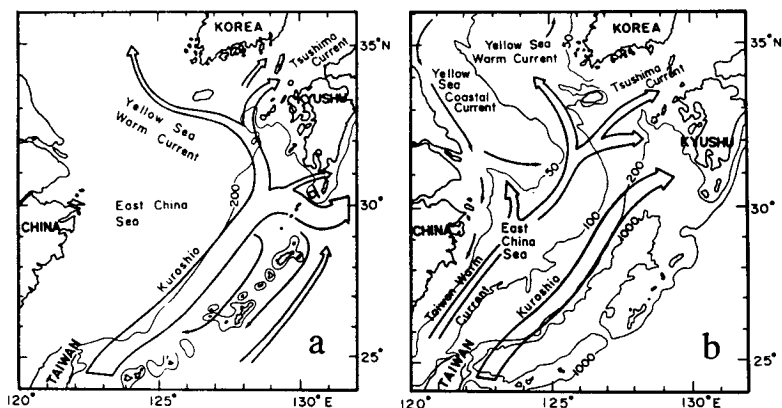 KOREA
35°N
Tsushima
Current
KYUSHU
Yellow Sea
Warm Current
200
East China
Sea
30°
CHINA
Kuroshio
TAIWAN
a
25°
120°
125°
130°E
50
KOREA
35°N
Yellow Sea
Warm Current
Yellow
Sea
Coastal
Current
Tsushima
Current
50
KYUSHU
200
100
30°
CHINA
East
China
Sea
1000
Taiwan Warm
Current
Kuroshio
TAIWAN
1000
b
25°
120°
125°
130°E